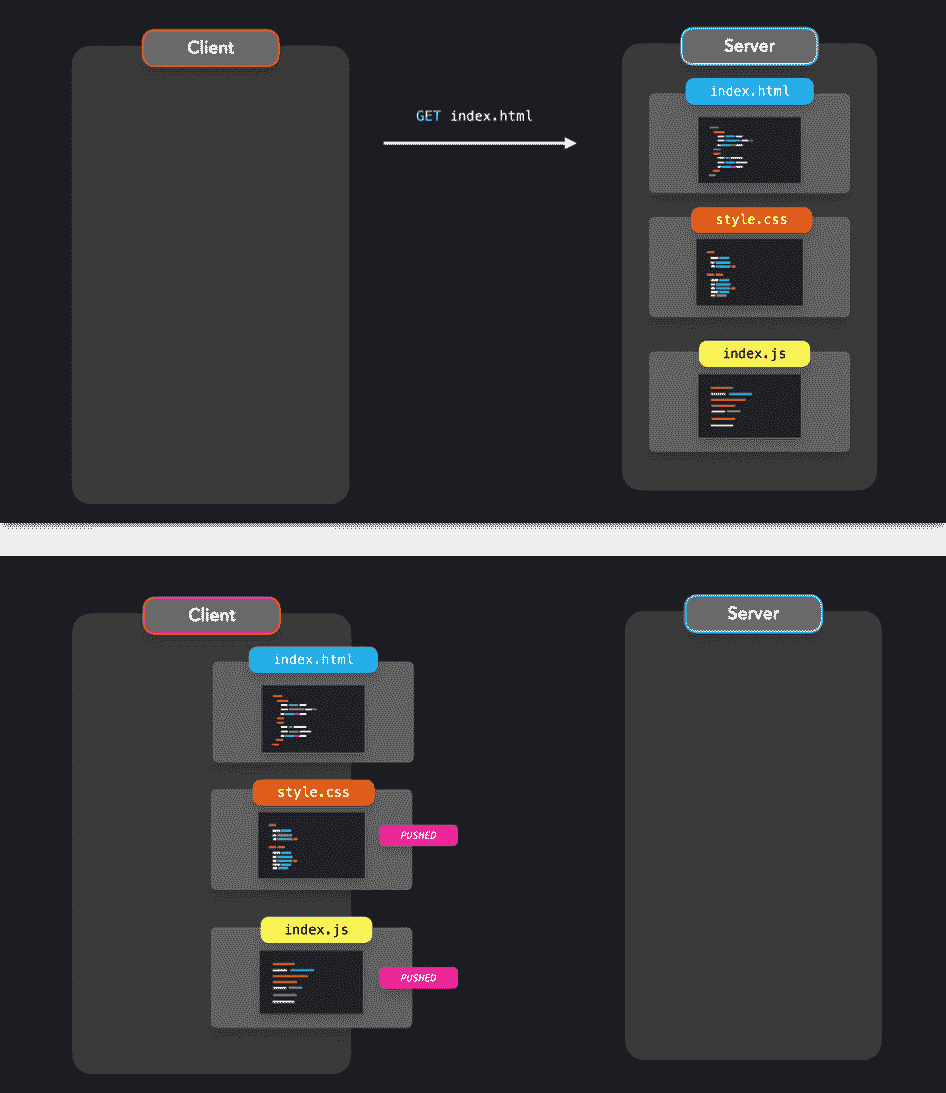 Client
Server
index.html
GET index.html
style.css
index.js
Client
Server
index.html
style.css
PUSHED
index.js
PUSHED